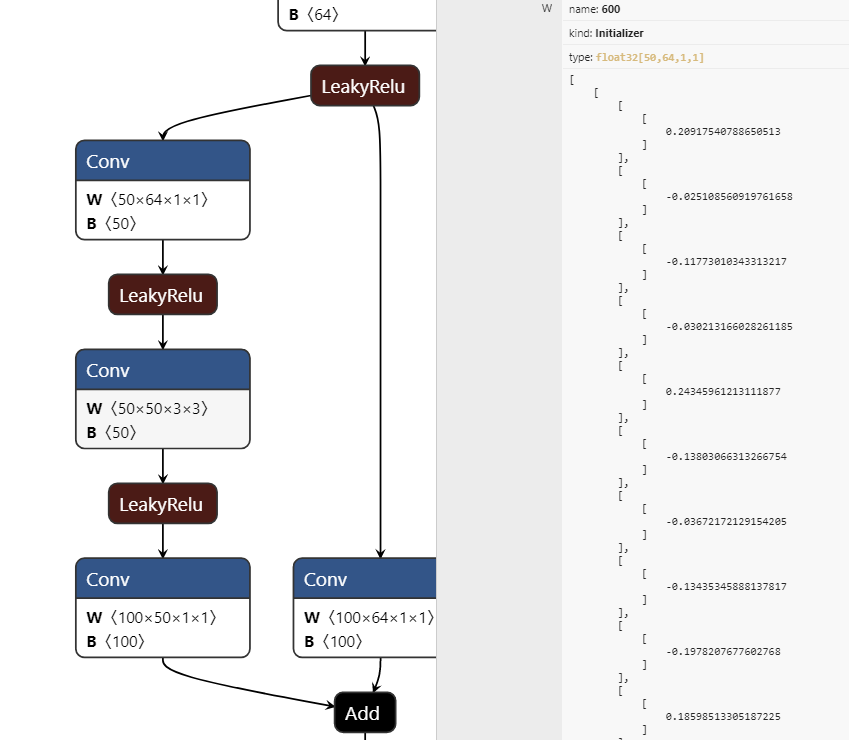 B〈64〉
LeakyRelu
Conv
W〈50×64×1×1〉
B〈50〉
LeakyRelu
Conv
W〈50×50×3×3〉
B〈50〉
LeakyRelu
Conv
W〈100×50×1×1〉
B〈100〉
Conv
W〈100×64×1×1〉
B〈100〉
Add
W
name: 600
kind: Initializer
type: float32[50,64,1,1]
[
[
[
[
0.20917540788650513
]
],
[
[
-0.025108560919761658
]
],
[
[
-0.11773010343313217
]
],
[
[
-0.030213166028261185
]
],
[
[
0.24345961213111877
]
],
[
[
-0.13803066313266754
]
],
[
[
-0.03672172129154205
]
],
[
[
-0.13435345888137817
]
],
[
[
-0.1978207677602768
]
],
[
[
0.18598513305187225
]